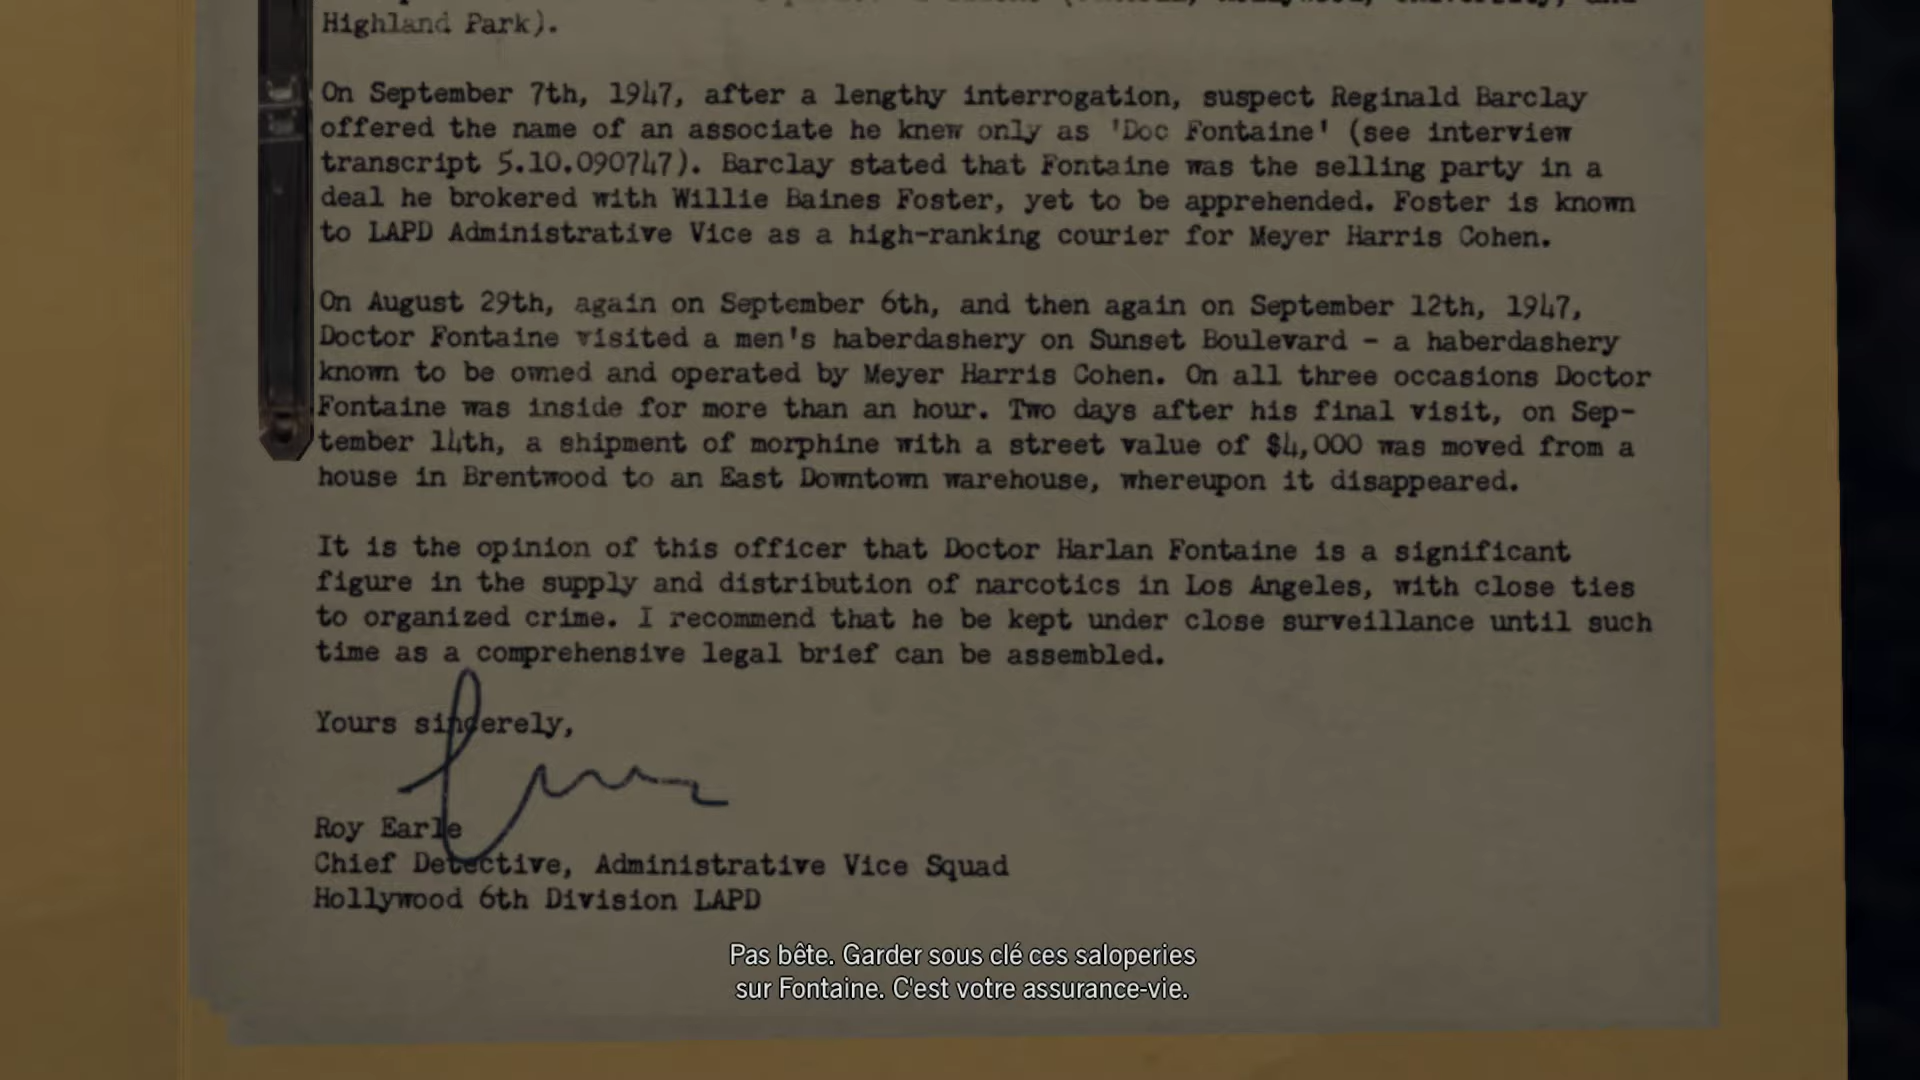 Highland Park).
On September 7th, 1947, after a lengthy interrogation, suspect Reginald Barclay
offered the name of an associate he knew only as 'Doc Fontaine' (see interview
transcript 5.10.090747). Barclay stated that Fontaine was the selling party in a
deal he brokered with Willie Baines Foster, yet to be apprehended. Foster is known
to LAPD Administrative Vice as a high-ranking courier for Meyer Harris Cohen.
On August 29th, again on September 6th, and then again on September 12th, 1947,
Doctor Fontaine visited a men's haberdashery on Sunset Boulevard - a haberdashery
known to be owned and operated by Meyer Harris Cohen. On all three occasions Doctor
Fontaine was inside for more than an hour. Two days after his final visit, on Sep-
tember 14th, a shipment of morphine with a street value of $4,000 was moved from a
house in Brentwood to an East Downtown warehouse, whereupon it disappeared.
It is the opinion of this officer that Doctor Harlan Fontaine is a significant
figure in the supply and distribution of narcotics in Los Angeles, with close ties
to organized crime. I recommend that he be kept under close surveillance until such
time as a comprehensive legal brief can be assembled.
Yours sincerely,
Roy Earle
Chief Detective, Administrative Vice Squad
Hollywood 6th Division LAPD
Pas bête. Garder sous clé ces saloperies
sur Fontaine. C'est votre assurance-vie.